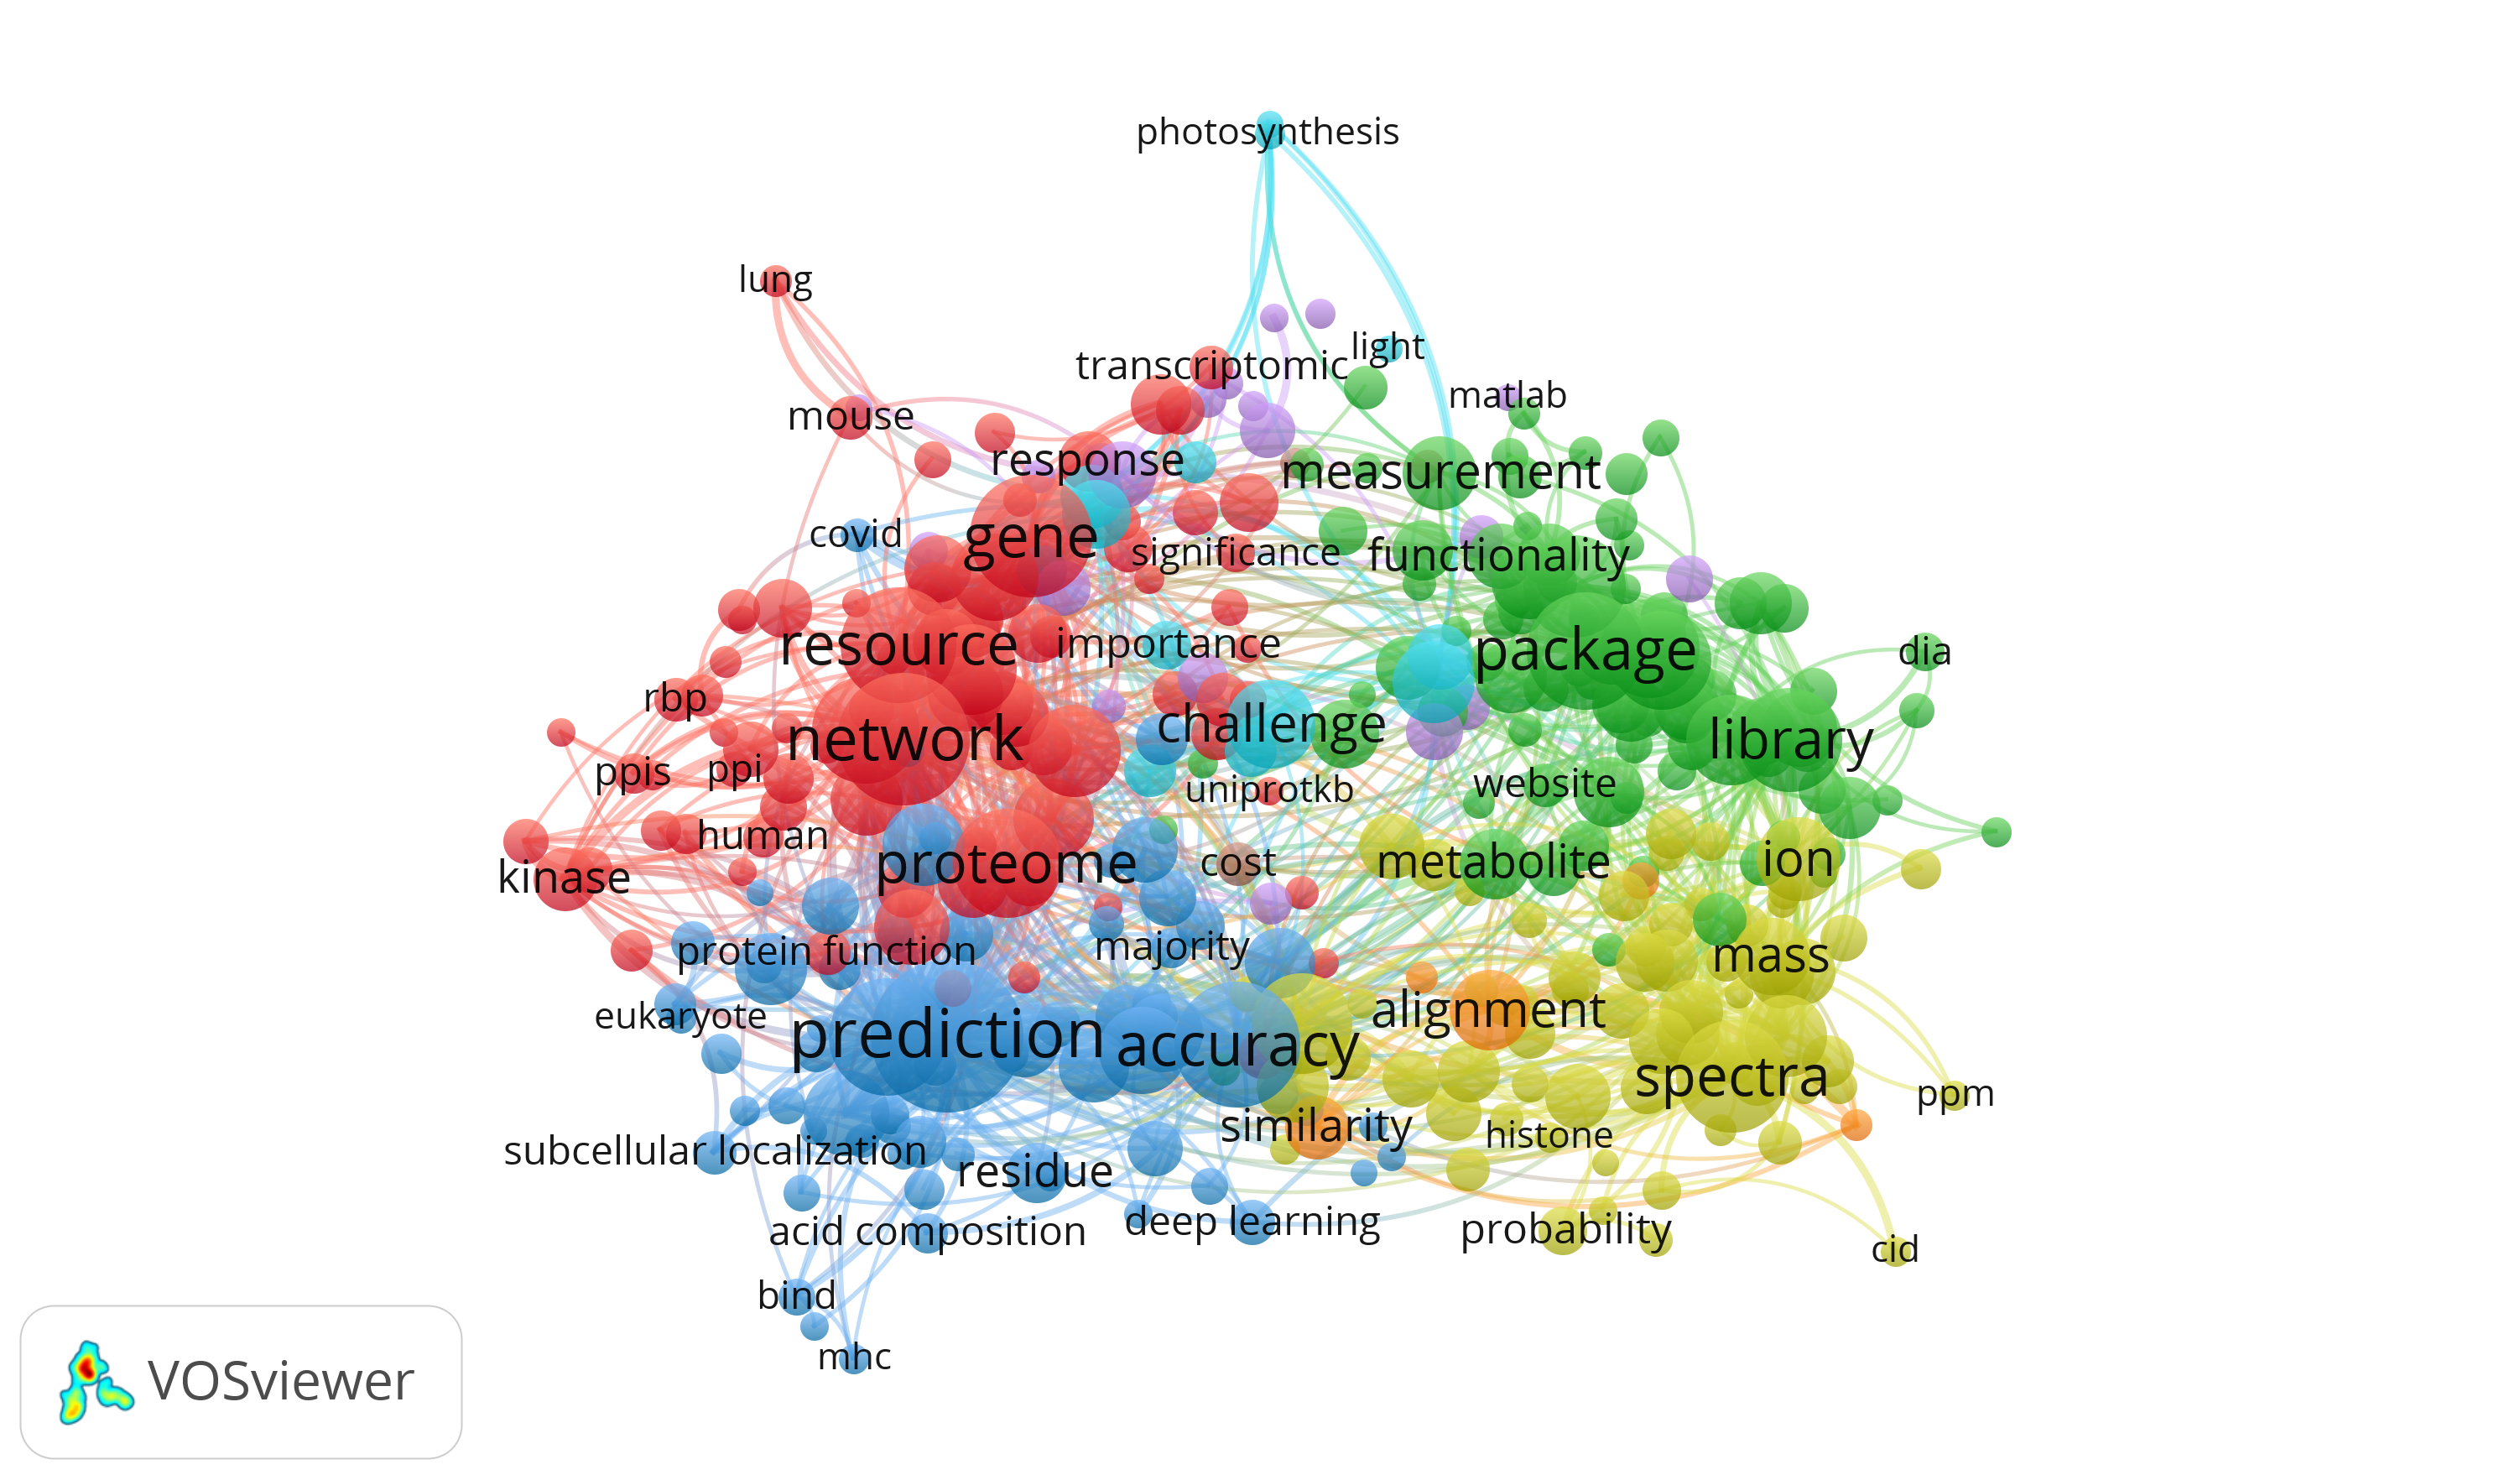 photosynthesis
lung
light
transcriptomic
matlab
mouse
response
measurement
covid
gene
significance
functionality
resource
importance
package
dia
rbp
network
challenge
library
ppis
ppi
uniprotkb
website
human
proteome
cost
metabolite
ion
kinase
protein function
majority
mass
eukaryote
prediction
accuracy
alignment
spectra
ppm
subcellular localization
residue
similarity
histone
acid composition
deep learning
probability
cid
bind
mhc
VOSviewer